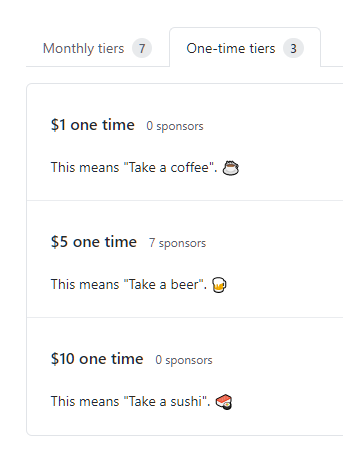 Monthly tiers 7 One-time tiers 3
$1 one time 0 sponsors
This means "Take a coffee". ☕
$5 one time 7 sponsors
This means "Take a beer". 🍺
$10 one time 0 sponsors
This means "Take a sushi". 🍣